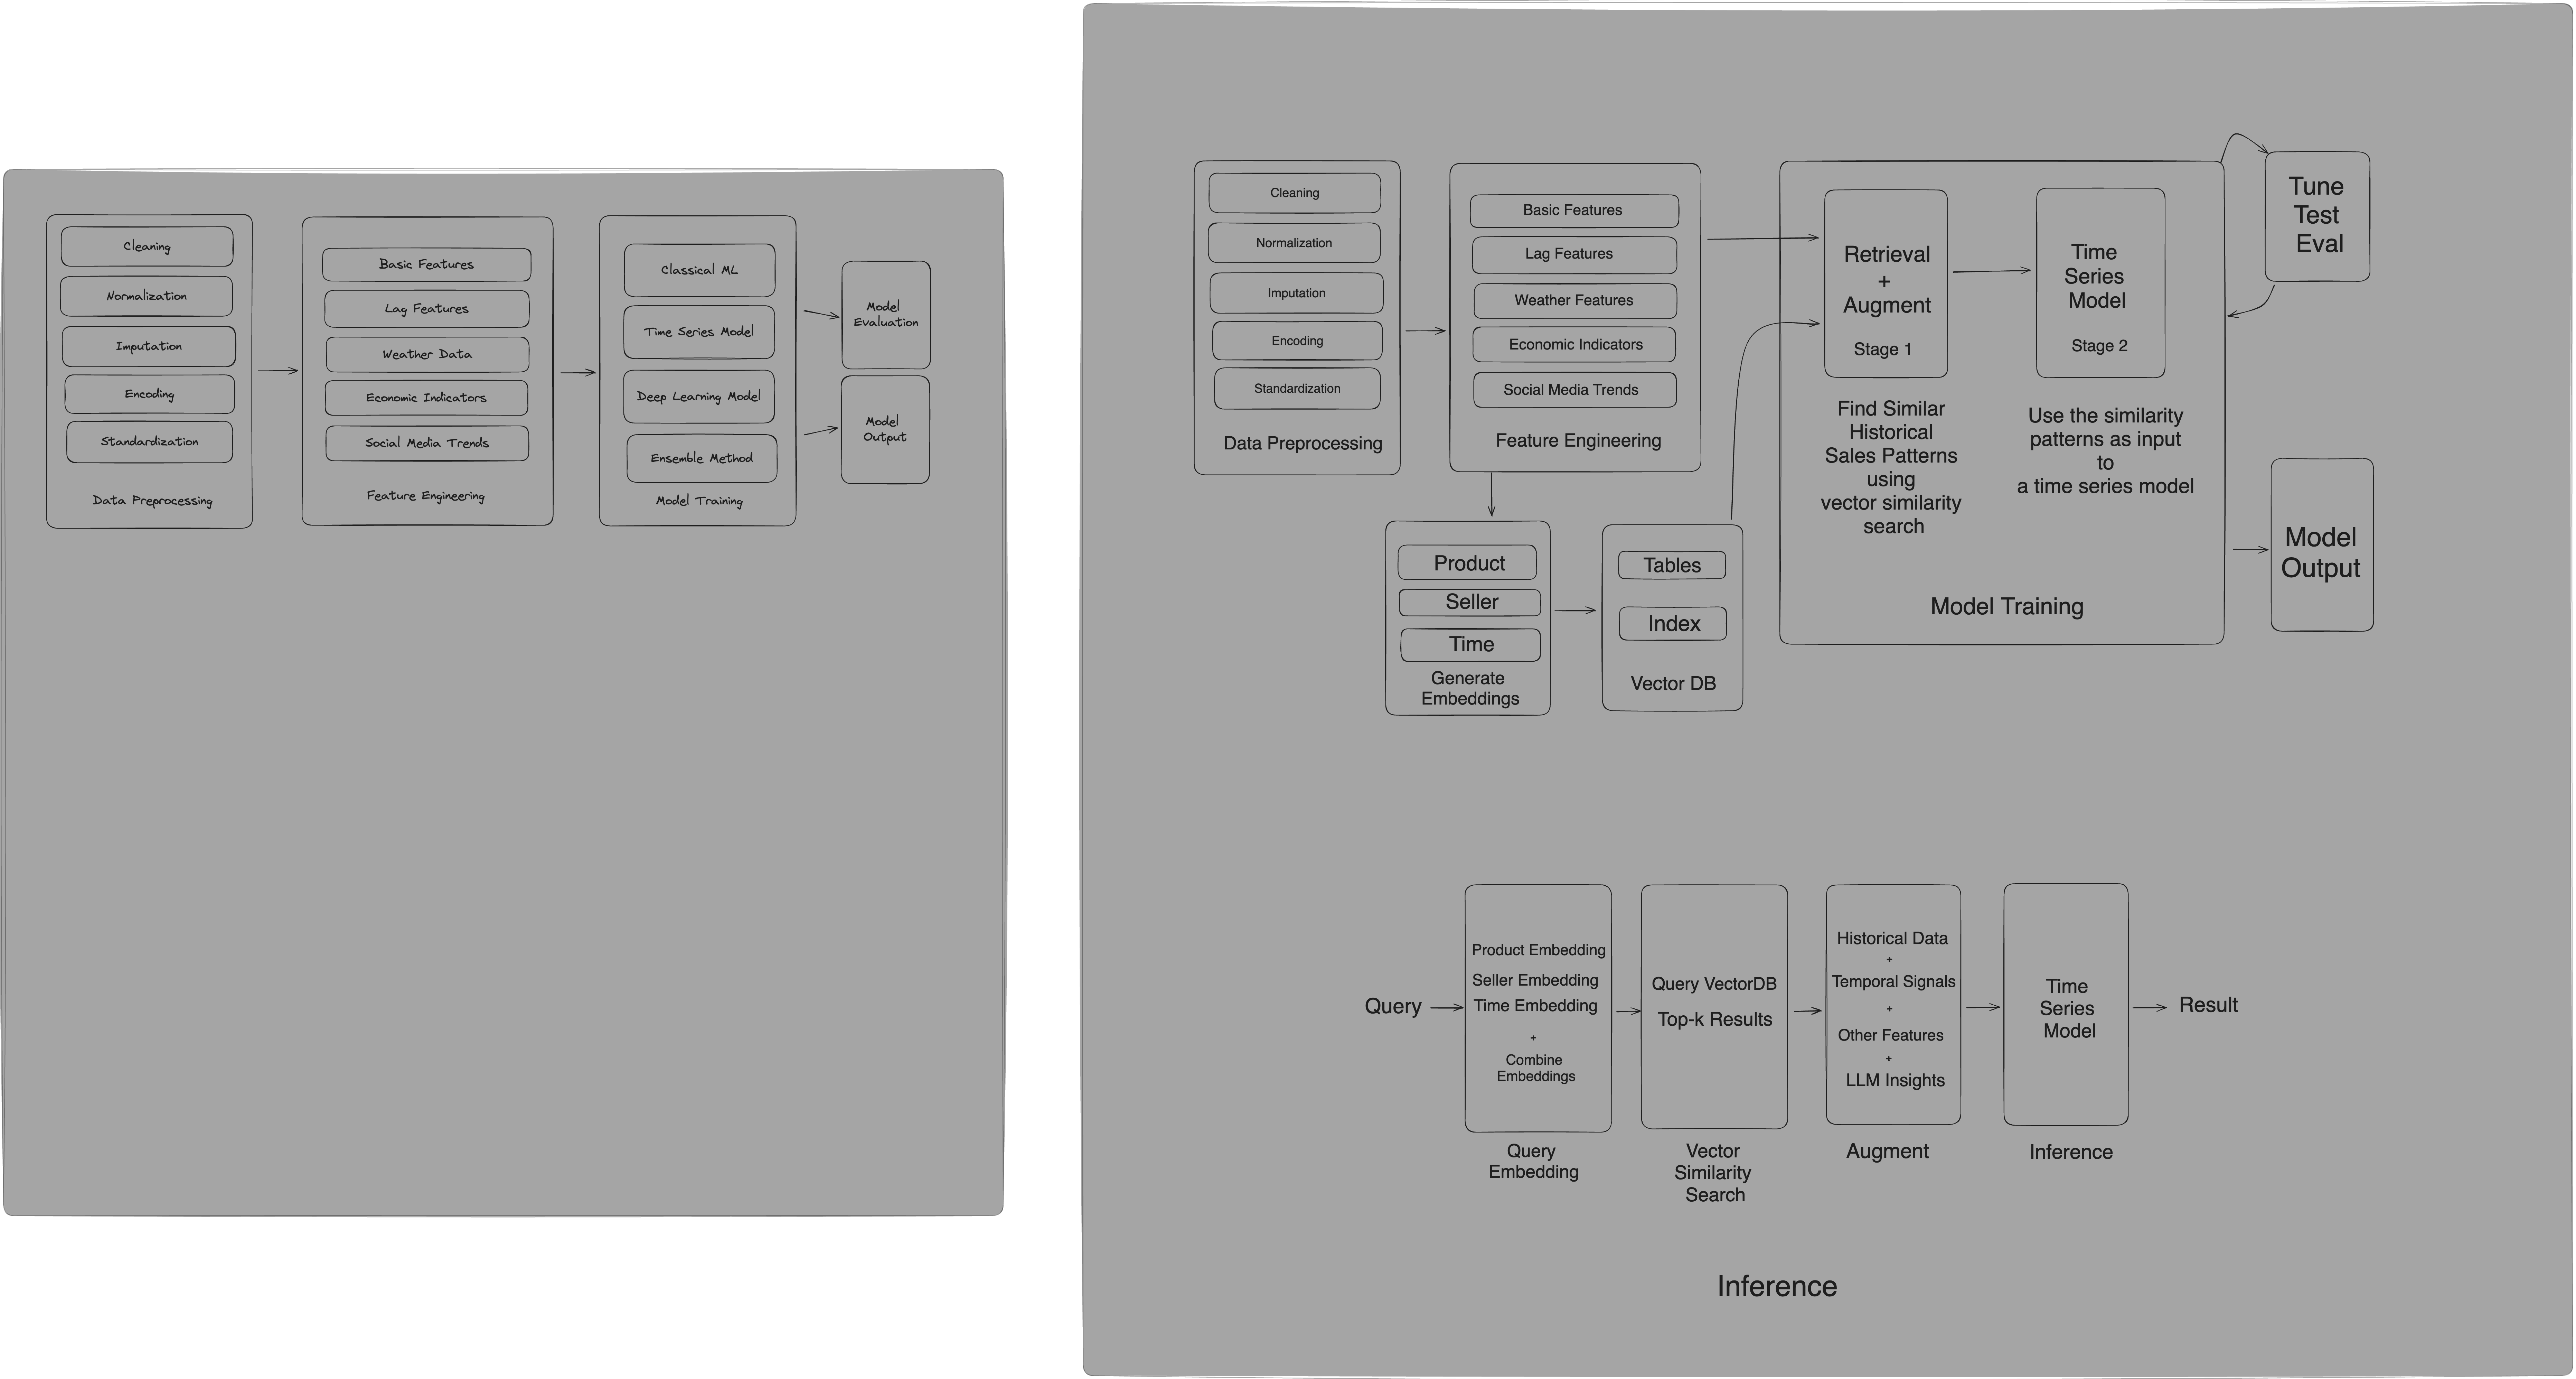 Cleaning
Normalization
Imputation
Encoding
Standardization
Data Preprocessing
Basic Features
Lag Features
Weather Data
Economic Indicators
Social Media Trends
Feature Engineering
Classical ML
Time Series Model
Deep Learning Model
Ensemble Method
Model Training
Model
Evaluation
Model
Output
Cleaning
Normalization
Imputation
Encoding
Standardization
Data Preprocessing
Basic Features
Lag Features
Weather Features
Economic Indicators
Social Media Trends
Feature Engineering
Product
Seller
Time
Generate
Embeddings
Tables
Index
Vector DB
Retrieval
+
Augment
Stage 1
Find Similar
Historical
Sales Patterns
using
vector similarity
search
Time
Series
Model
Stage 2
Use the similarity
patterns as input
to
a time series model
Model Training
Tune
Test
Eval
Model
Output
Query
Product Embedding
Seller Embedding
Time Embedding
+
Combine
Embeddings
Query
Embedding
Query VectorDB
Top-k Results
Vector
Similarity
Search
Historical Data
+
Temporal Signals
+
Other Features
+
LLM Insights
Augment
Time
Series
Model
Inference
Result
Inference